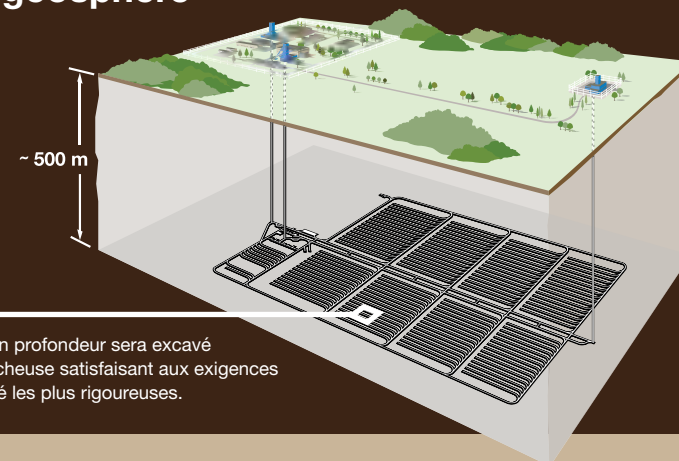 géosphère
~ 500 m
n profondeur sera excavé
cheuse satisfaisant aux exigences
é les plus rigoureuses.